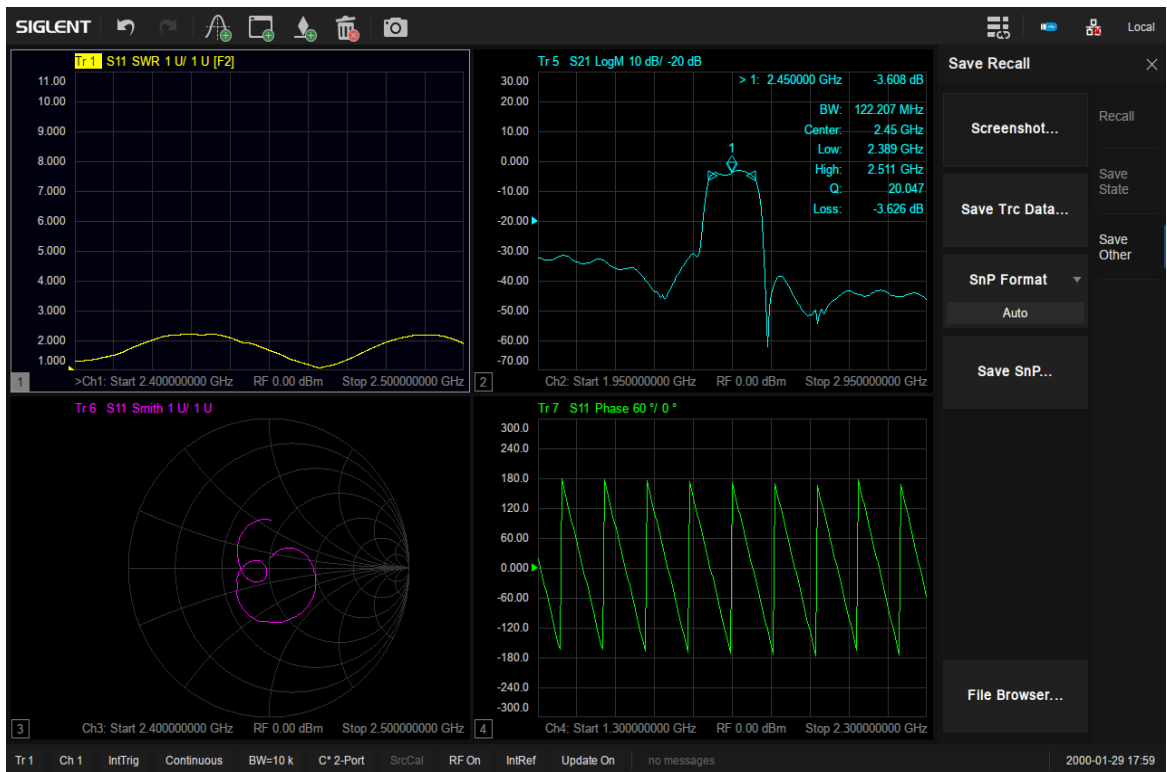 SIGLENT
Local
Tr 1 S11 SWR 1 U/ 1 U [F2]
11.00
10.00
9.000
8.000
7.000
6.000
5.000
4.000
3.000
2.000
1.000
1
>Ch1: Start 2.400000000 GHz RF 0.00 dBm Stop 2.500000000 GHz
Tr 5 S21 LogM 10 dB/ -20 dB
> 1: 2.450000 GHz -3.608 dB
BW: 122.207 MHz
Center: 2.45 GHz
Low: 2.389 GHz
High: 2.511 GHz
Q: 20.047
Loss: -3.626 dB
1
30.00
20.00
10.00
0.000
-10.00
-20.00
-30.00
-40.00
-50.00
-60.00
-70.00
2
Ch2: Start 1.950000000 GHz RF 0.00 dBm Stop 2.950000000 GHz
Tr 6 S11 Smith 1 U/ 1 U
3
Ch3: Start 2.400000000 GHz RF 0.00 dBm Stop 2.500000000 GHz
Tr 7 S11 Phase 60 °/ 0 °
300.0
240.0
180.0
120.0
60.00
0.000
-60.00
-120.0
-180.0
-240.0
-300.0
4
Ch4: Start 1.300000000 GHz RF 0.00 dBm Stop 2.300000000 GHz
Save Recall
Screenshot...
Save Trc Data...
SnP Format
Auto
Save SnP...
File Browser...
Recall
Save
State
Save
Other
Tr 1 Ch 1 IntTrig Continuous BW=10 k C* 2-Port SrcCal RF On IntRef Update On no messages 2000-01-29 17:59